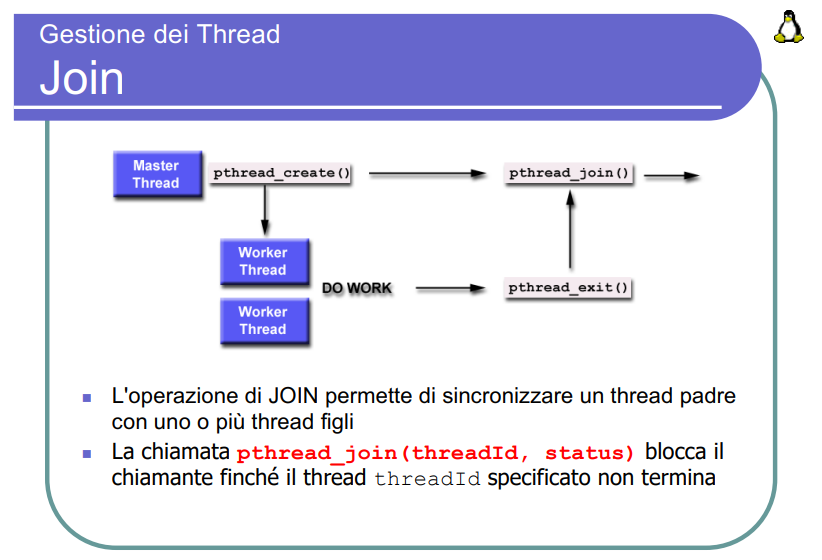 Gestione dei Thread
Join
Master
Thread
pthread_create()
pthread_join()
Worker
Thread
DO WORK
pthread_exit()
Worker
Thread
L'operazione di JOIN permette di sincronizzare un thread padre
con uno o più thread figli
La chiamata pthread_join(threadId, status) blocca il
chiamante finché il thread threadId specificato non termina